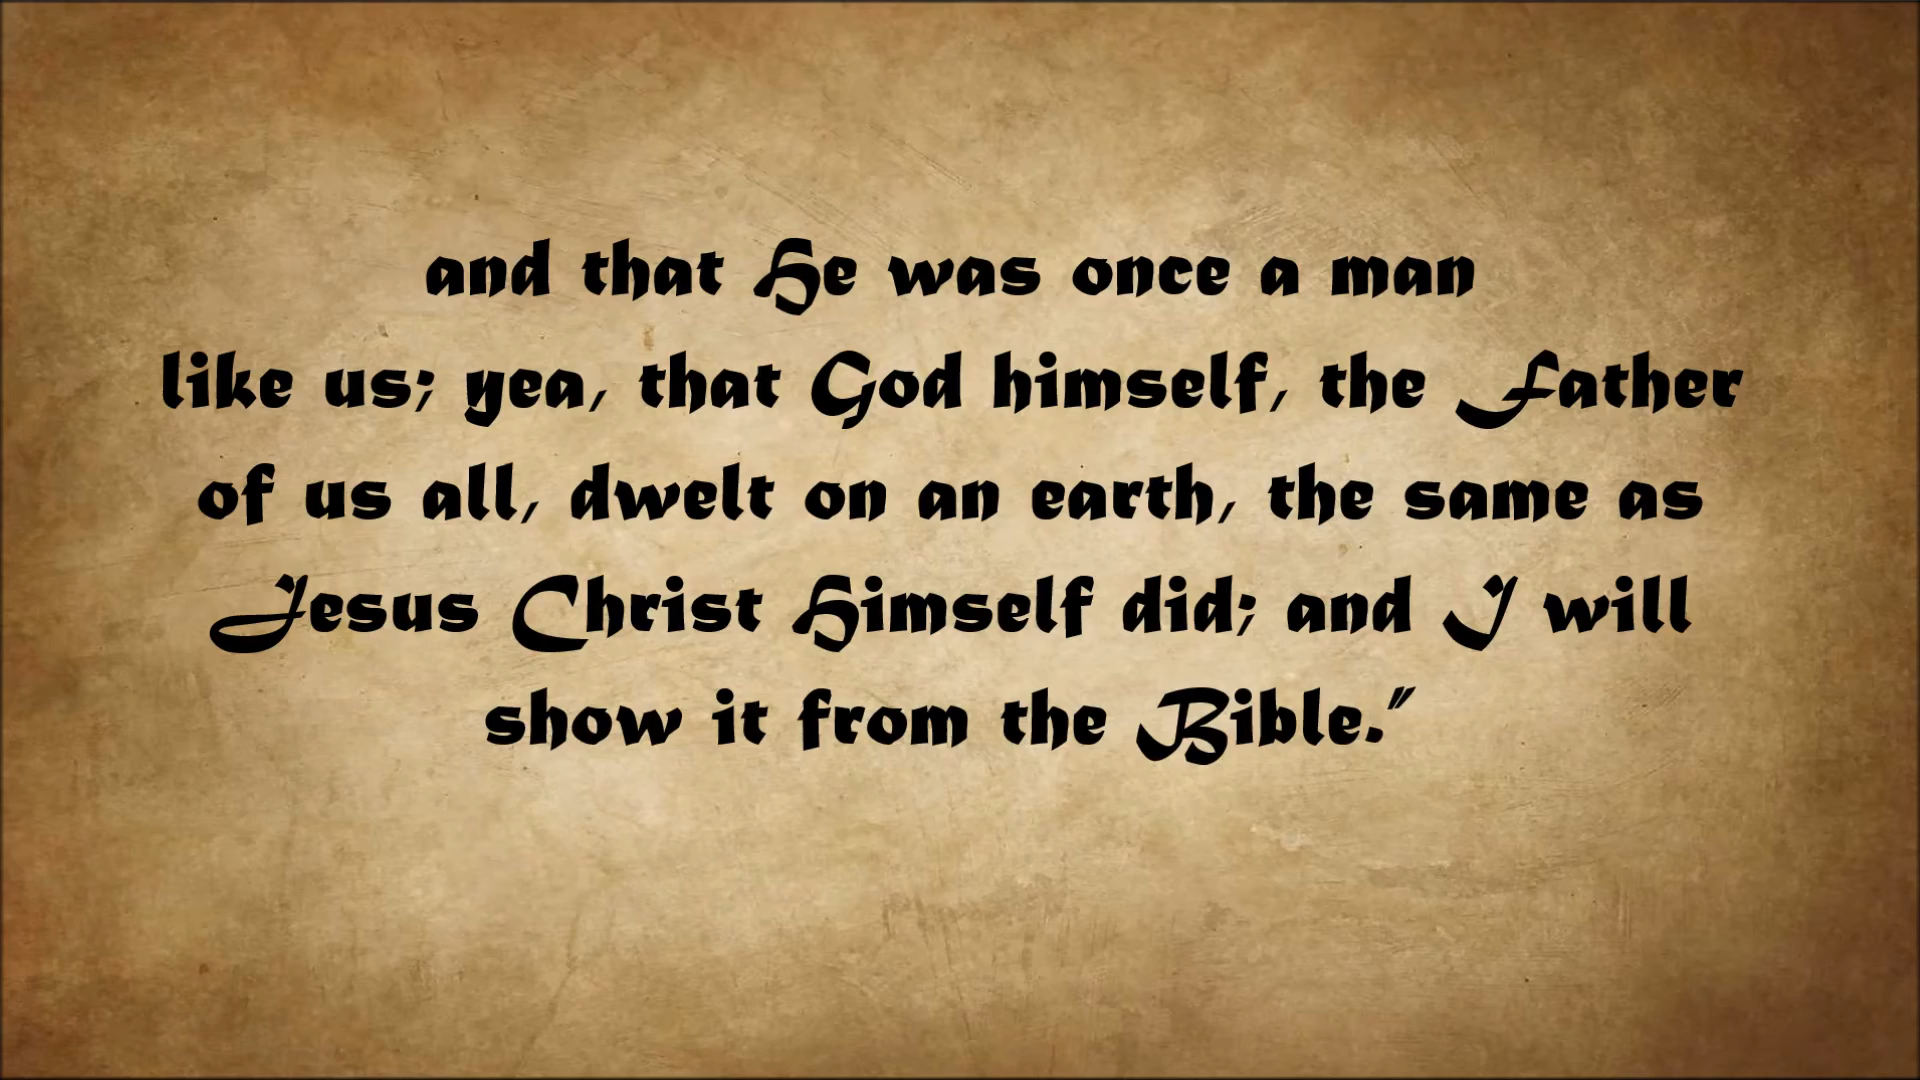 and that He was once a man
like us; yea, that God himself, the Father
of us all, dwelt on an earth, the same as
Jesus Christ Himself did; and I will
show it from the Bible."